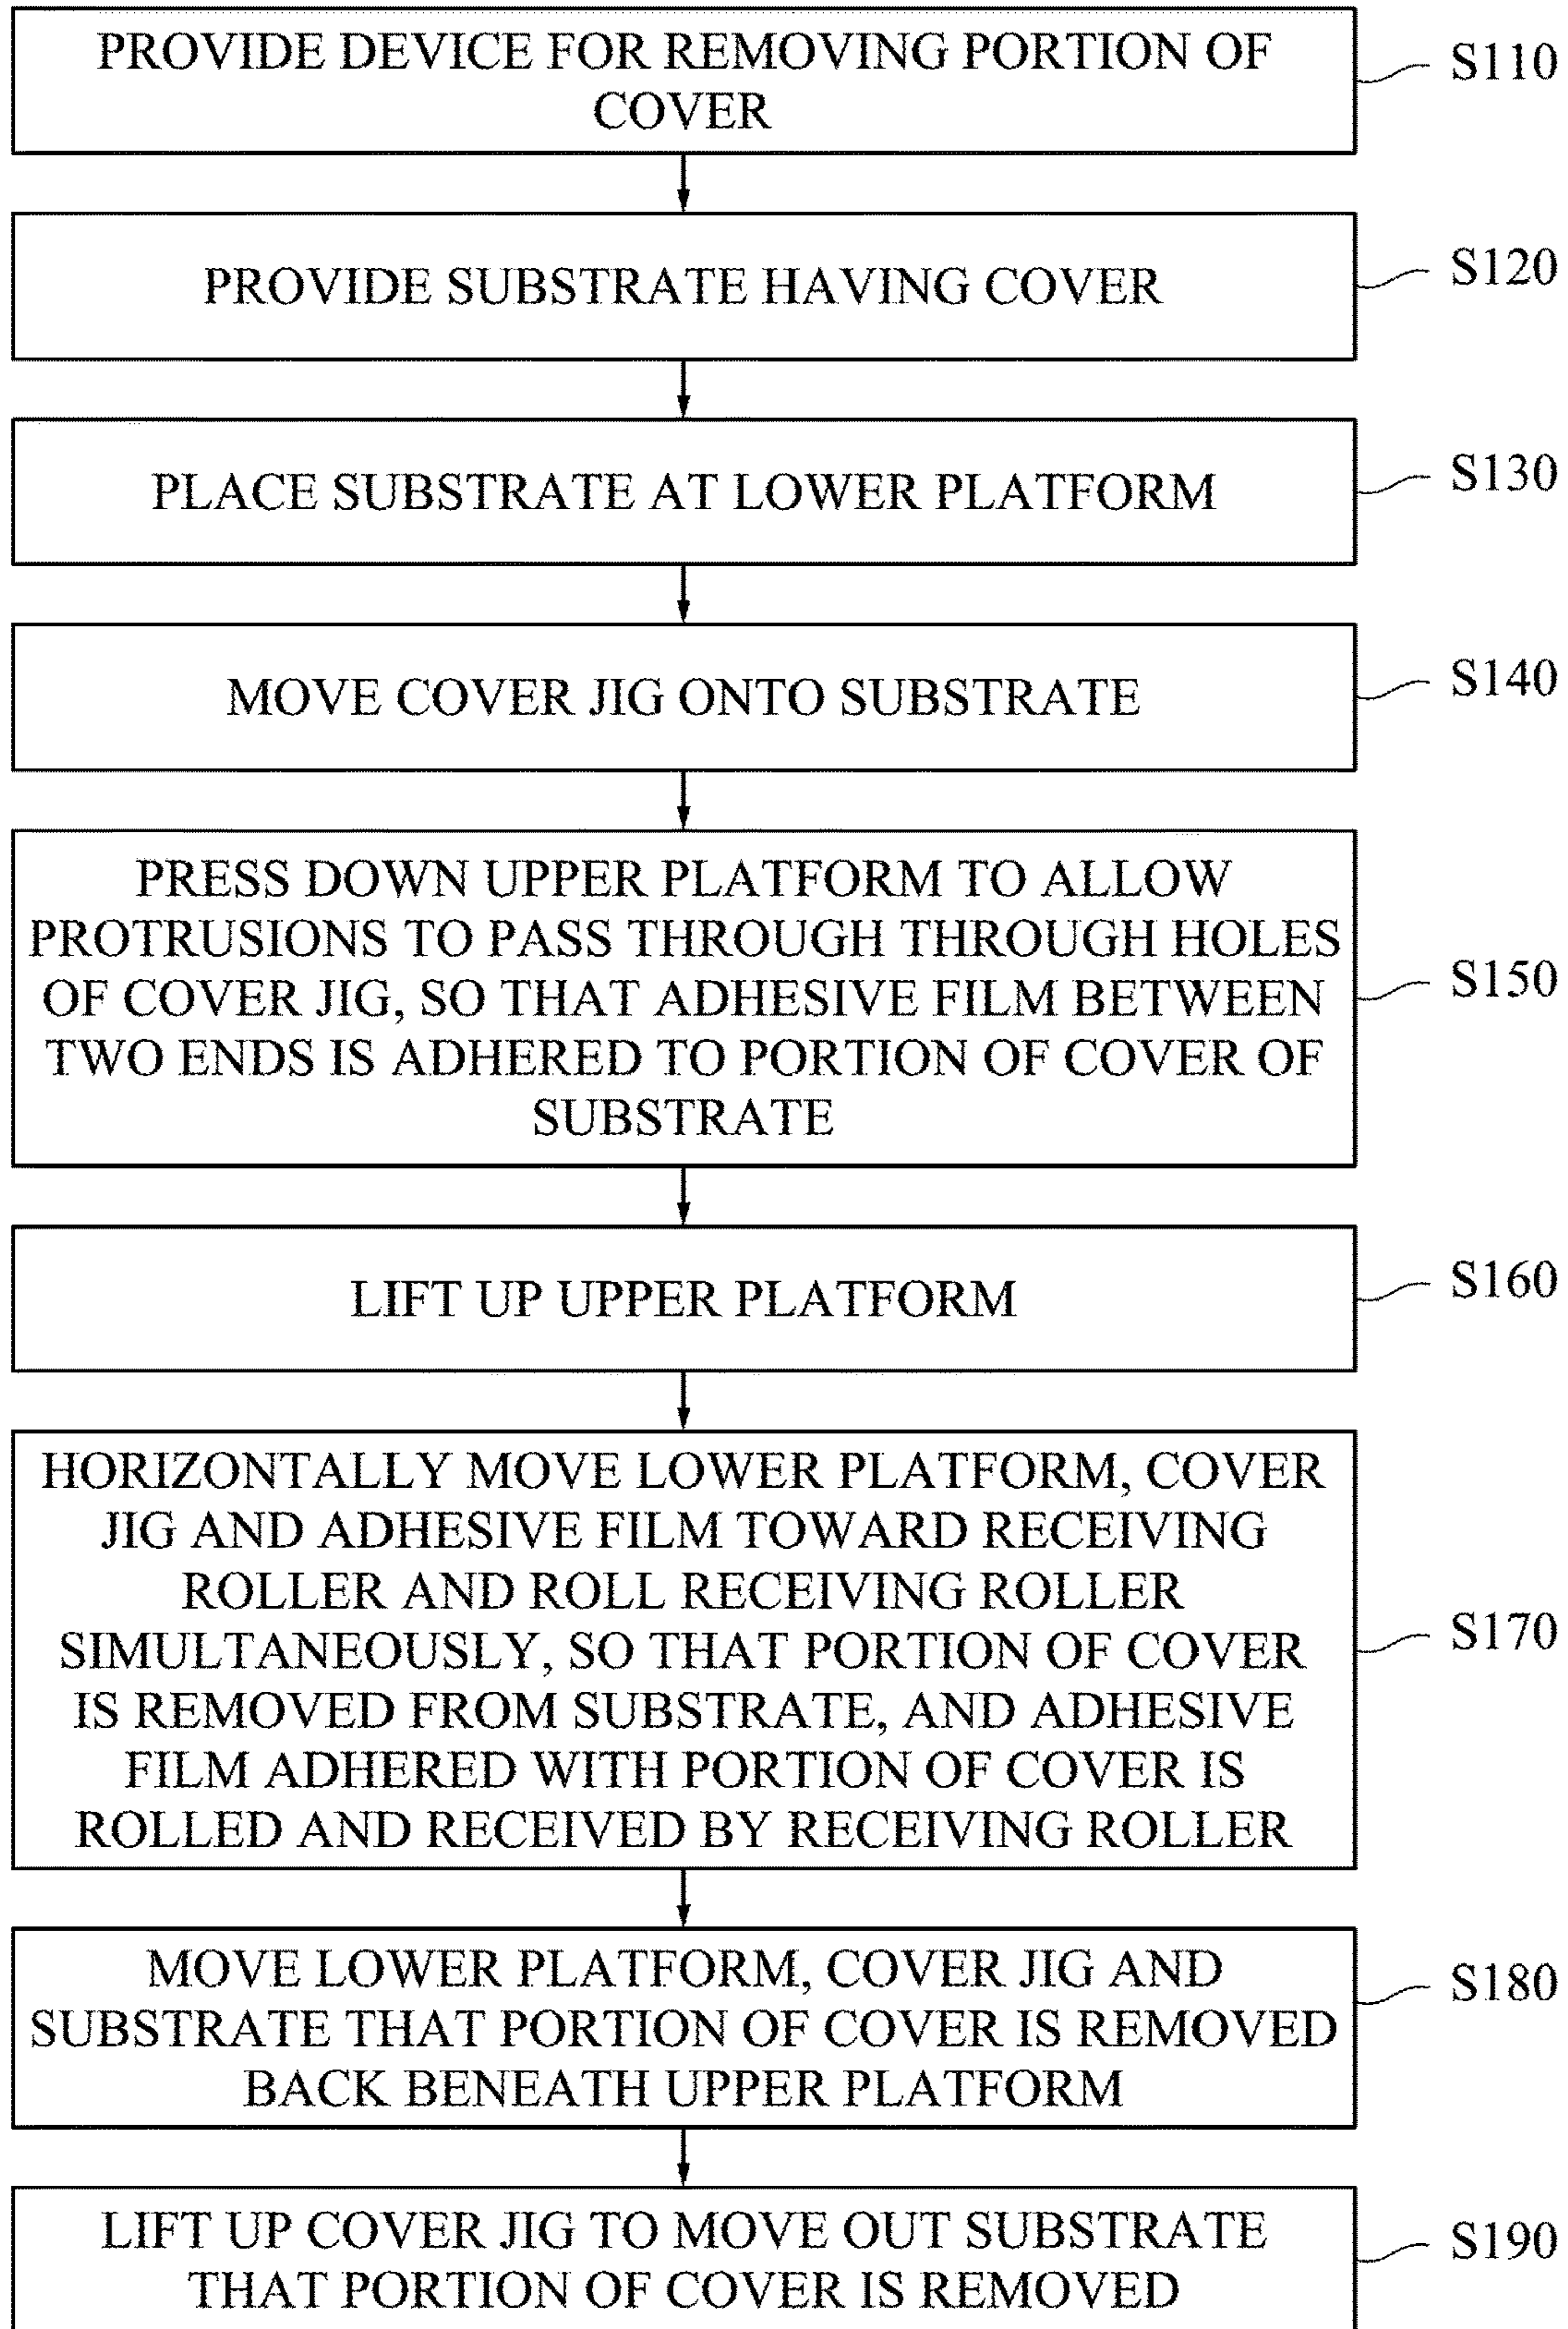 PROVIDE DEVICE FOR REMOVING PORTION OF
COVER
S110
PROVIDE SUBSTRATE HAVING COVER
S120
PLACE SUBSTRATE AT LOWER PLATFORM
S130
MOVE COVER JIG ONTO SUBSTRATE
S140
PRESS DOWN UPPER PLATFORM TO ALLOW
PROTRUSIONS TO PASS THROUGH THROUGH HOLES
OF COVER JIG, SO THAT ADHESIVE FILM BETWEEN
TWO ENDS IS ADHERED TO PORTION OF COVER OF
SUBSTRATE
S150
LIFT UP UPPER PLATFORM
S160
HORIZONTALLY MOVE LOWER PLATFORM, COVER
JIG AND ADHESIVE FILM TOWARD RECEIVING
ROLLER AND ROLL RECEIVING ROLLER
SIMULTANEOUSLY, SO THAT PORTION OF COVER
IS REMOVED FROM SUBSTRATE, AND ADHESIVE
FILM ADHERED WITH PORTION OF COVER IS
ROLLED AND RECEIVED BY RECEIVING ROLLER
S170
MOVE LOWER PLATFORM, COVER JIG AND
SUBSTRATE THAT PORTION OF COVER IS REMOVED
BACK BENEATH UPPER PLATFORM
S180
LIFT UP COVER JIG TO MOVE OUT SUBSTRATE
THAT PORTION OF COVER IS REMOVED
S190